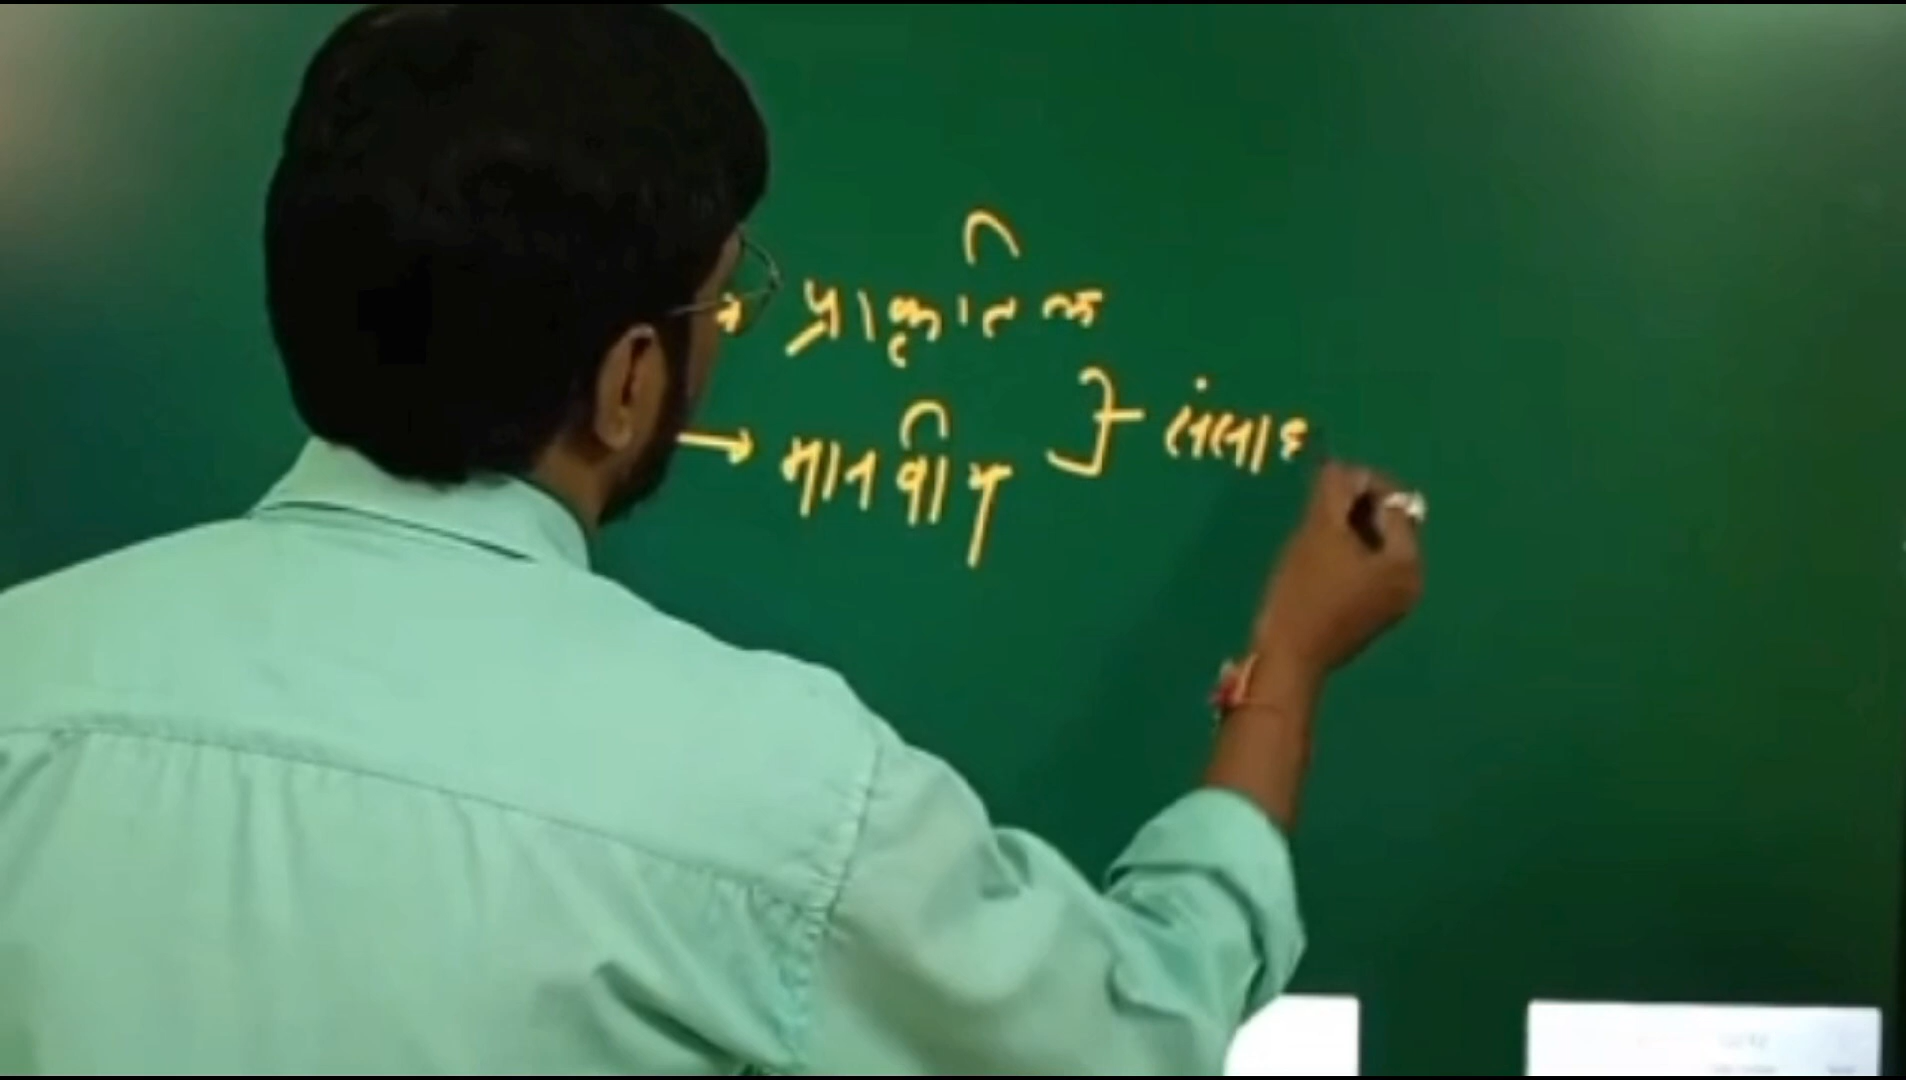 → प्राकृतिक
→ मानवीय } संसाध